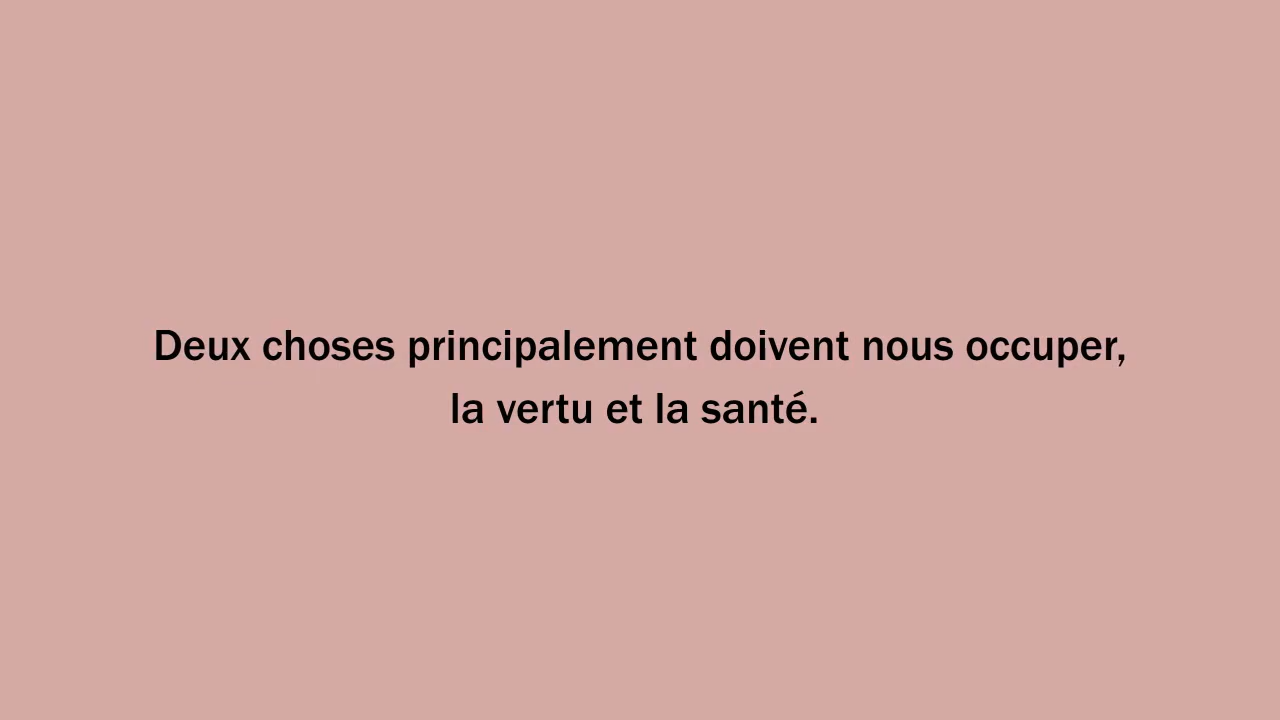 Deux choses principalement doivent nous occuper,
la vertu et la santé.